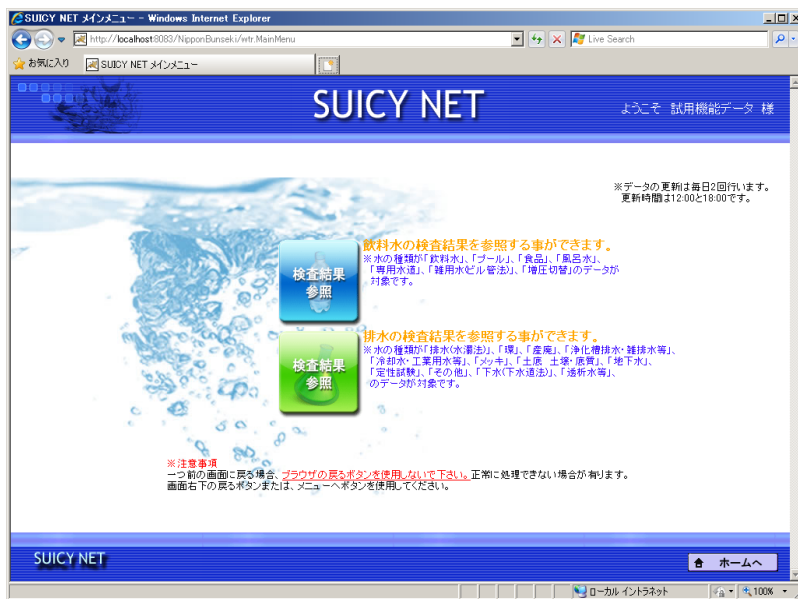 SUICY NET メインメニュー - Windows Internet Explorer
http://localhost:8083/NipponBunseki/wtr.MainMenu
Live Search
お気に入り
SUICY NET メインメニュー
SUICY NET
ようこそ 試用機能データ 様
※データの更新は毎日2回行います。
更新時間は12:00と18:00です。
検査結果
参照
飲料水の検査結果を参照する事ができます。
※水の種類が「飲料水」、「プール」、「食品」、「風呂水」、
「専用水道」、「雑用水(ビル管法)」、「増圧切替」のデータが
対象です。
検査結果
参照
排水の検査結果を参照する事ができます。
※水の種類が「排水(水濁法)」、「環」、「産廃」、「浄化槽排水・雑排水等」、
「冷却水・工業用水等」、「メッキ」、「土底 土壌・底質」、「地下水」、
「定性試験」、「その他」、「下水(下水道法)」、「透析水等」、
のデータが対象です。
※注意事項
一つ前の画面に戻る場合、ブラウザの戻るボタンを使用しないで下さい。正常に処理できない場合が有ります。
画面右下の戻るボタンまたは、メニューへボタンを使用してください。
SUICY NET
ホームへ
ローカル イントラネット
100%